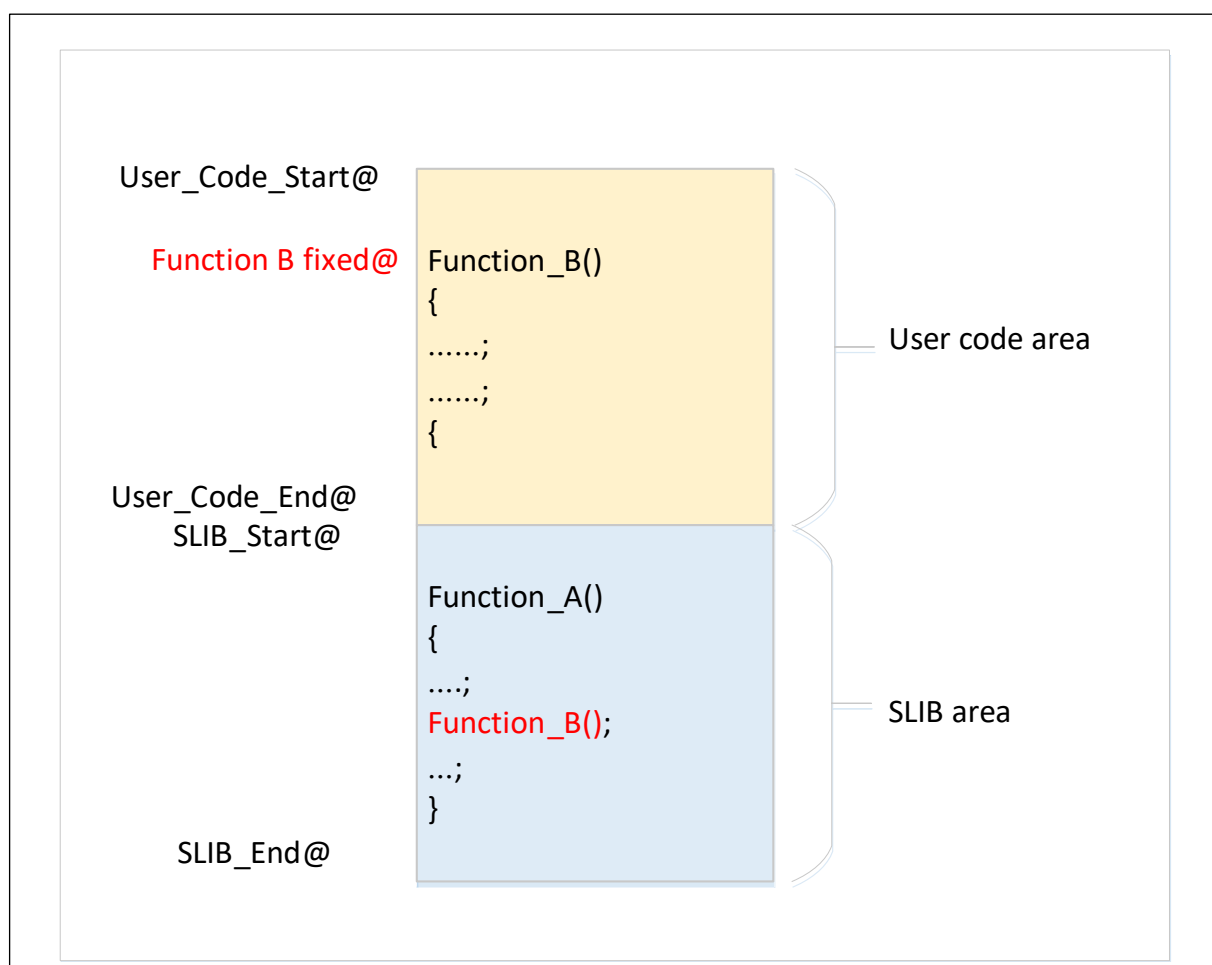 User_Code_Start@
Function B fixed@
Function_B()
{
......;
......;
{
User code area
User_Code_End@
SLIB_Start@
Function_A()
{
....;
Function_B();
...;
}
SLIB area
SLIB_End@